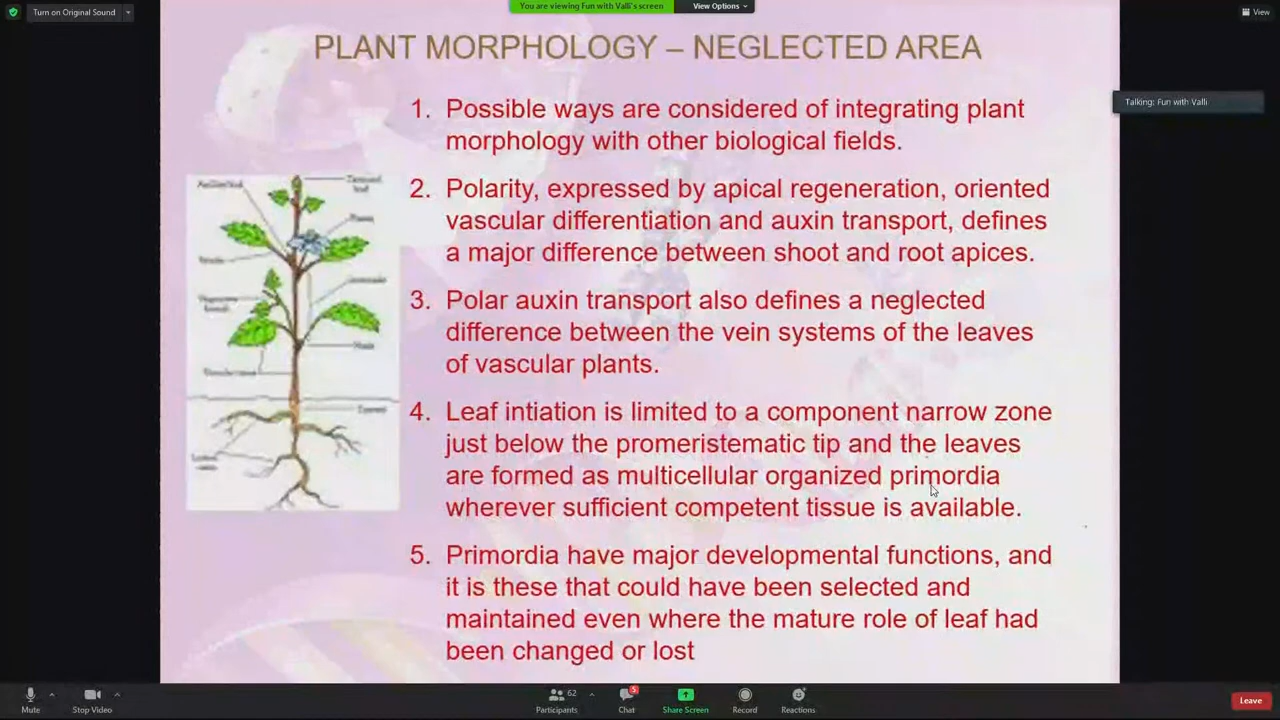 Turn on Original Sound
You are viewing Fun with Valli's screen
View Options
View
PLANT MORPHOLOGY – NEGLECTED AREA
Talking: Fun with Valli
1. Possible ways are considered of integrating plant
morphology with other biological fields.
2. Polarity, expressed by apical regeneration, oriented
vascular differentiation and auxin transport, defines
a major difference between shoot and root apices.
3. Polar auxin transport also defines a neglected
difference between the vein systems of the leaves
of vascular plants.
4. Leaf intiation is limited to a component narrow zone
just below the promeristematic tip and the leaves
are formed as multicellular organized primordia
wherever sufficient competent tissue is available.
5. Primordia have major developmental functions, and
it is these that could have been selected and
maintained even where the mature role of leaf had
been changed or lost
Mute
Stop Video
62
Participants
5
Chat
Share Screen
Record
Reactions
Leave